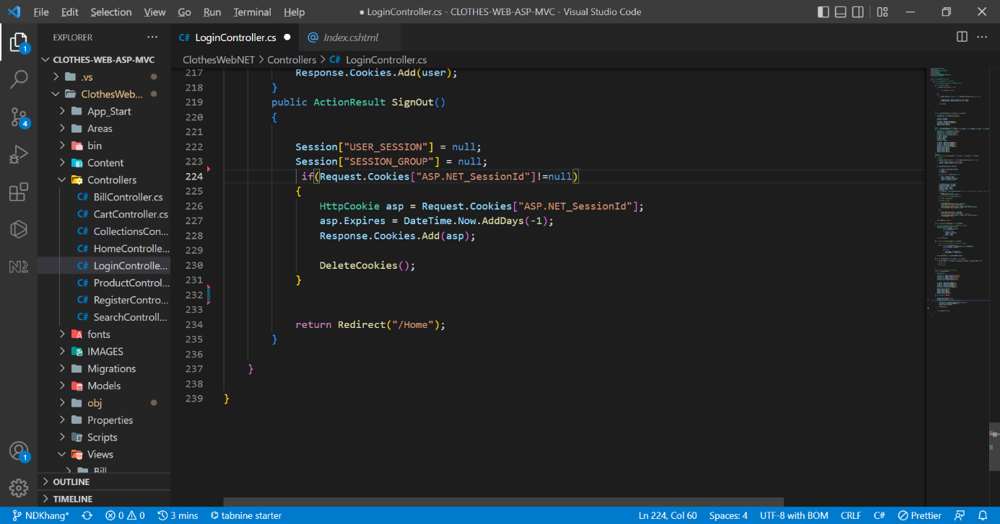 File Edit Selection View Go Run Terminal Help
● LoginController.cs - CLOTHES-WEB-ASP-MVC - Visual Studio Code
EXPLORER
CLOTHES-WEB-ASP-MVC
.vs
ClothesWeb...
App_Start
Areas
bin
Content
Controllers
C# BillController.cs
C# CartController.cs
C# CollectionsCon...
C# HomeControlle...
C# LoginControlle...
C# ProductControl...
C# RegisterContro...
C# SearchControll...
fonts
IMAGES
Migrations
Models
obj
Properties
Scripts
Views
Bill
OUTLINE
TIMELINE
1
4
1
C# LoginController.cs ●
@ Index.cshtml
ClothesWebNET > Controllers > C# LoginController.cs
217 Response.Cookies.Add(user);
218 }
219 public ActionResult SignOut()
220 {
221
222 Session["USER_SESSION"] = null;
223 Session["SESSION_GROUP"] = null;
224 if(Request.Cookies["ASP.NET_SessionId"]!=null)
225 {
226 HttpCookie asp = Request.Cookies["ASP.NET_SessionId"];
227 asp.Expires = DateTime.Now.AddDays(-1);
228 Response.Cookies.Add(asp);
229
230 DeleteCookies();
231 }
232
233
234 return Redirect("/Home");
235 }
236
237 }
238
239 }
NDKhang* 0 0 3 mins tabnine starter
Ln 224, Col 60 Spaces: 4 UTF-8 with BOM CRLF C# Prettier